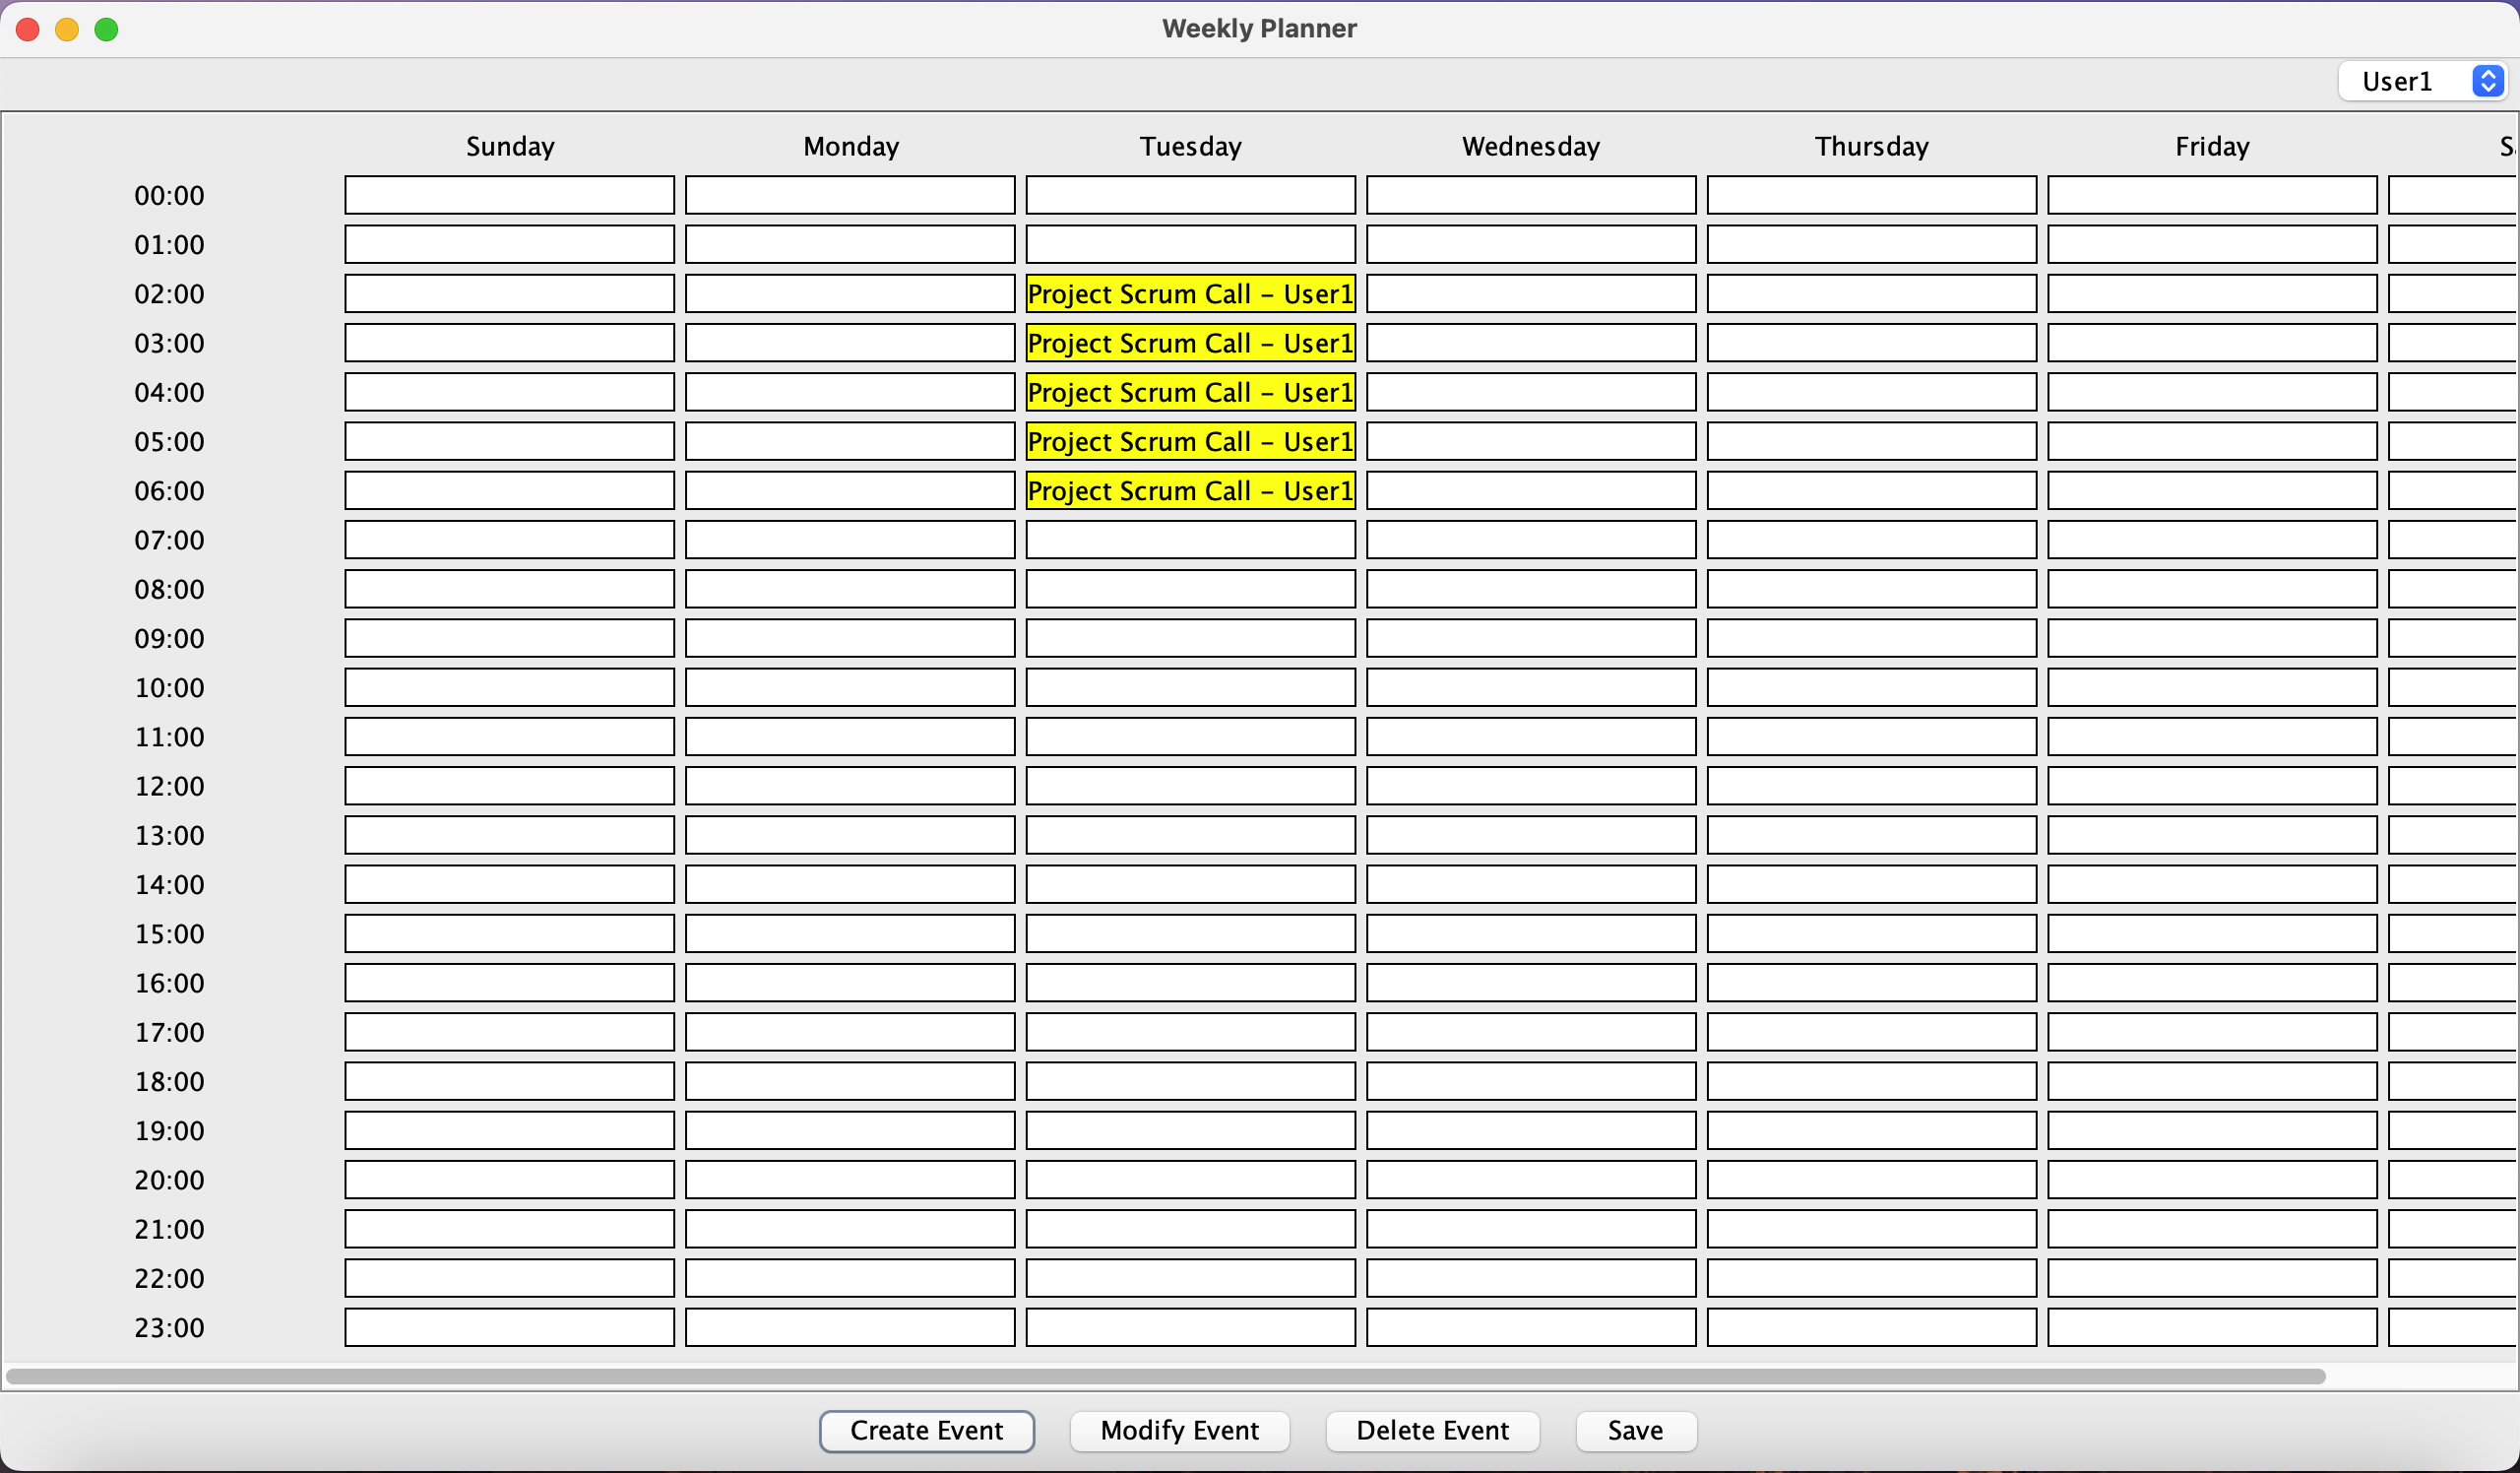 Weekly Planner
User1
Sunday Monday Tuesday Wednesday Thursday Friday
00:00
01:00
02:00 Project Scrum Call – User1
03:00 Project Scrum Call – User1
04:00 Project Scrum Call – User1
05:00 Project Scrum Call – User1
06:00 Project Scrum Call – User1
07:00
08:00
09:00
10:00
11:00
12:00
13:00
14:00
15:00
16:00
17:00
18:00
19:00
20:00
21:00
22:00
23:00
Create Event Modify Event Delete Event Save